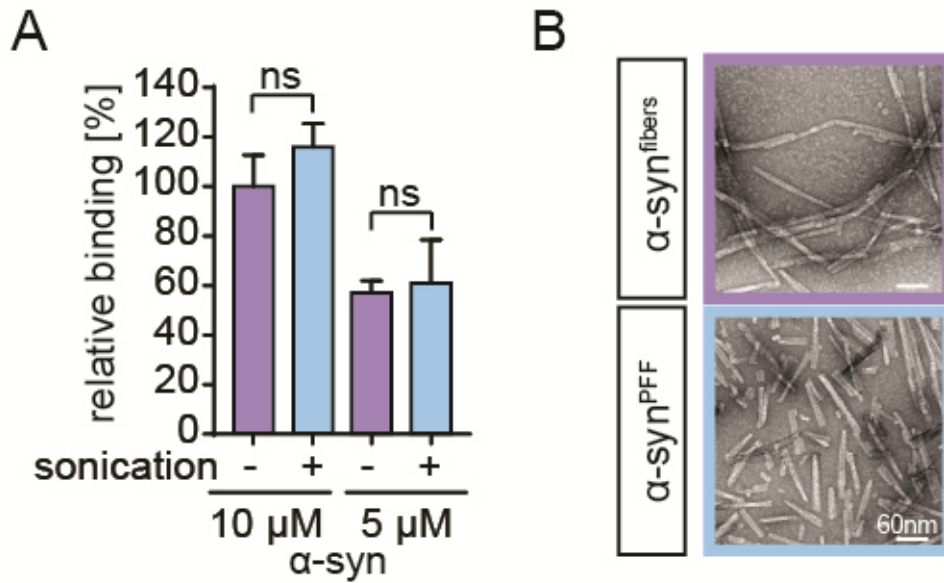 A
relative binding [%]
140
120
100
80
60
40
20
0
ns
ns
sonication - + - +
10 µM 5 µM
α-syn
B
α-syn^fibers
α-syn^PFF
60nm